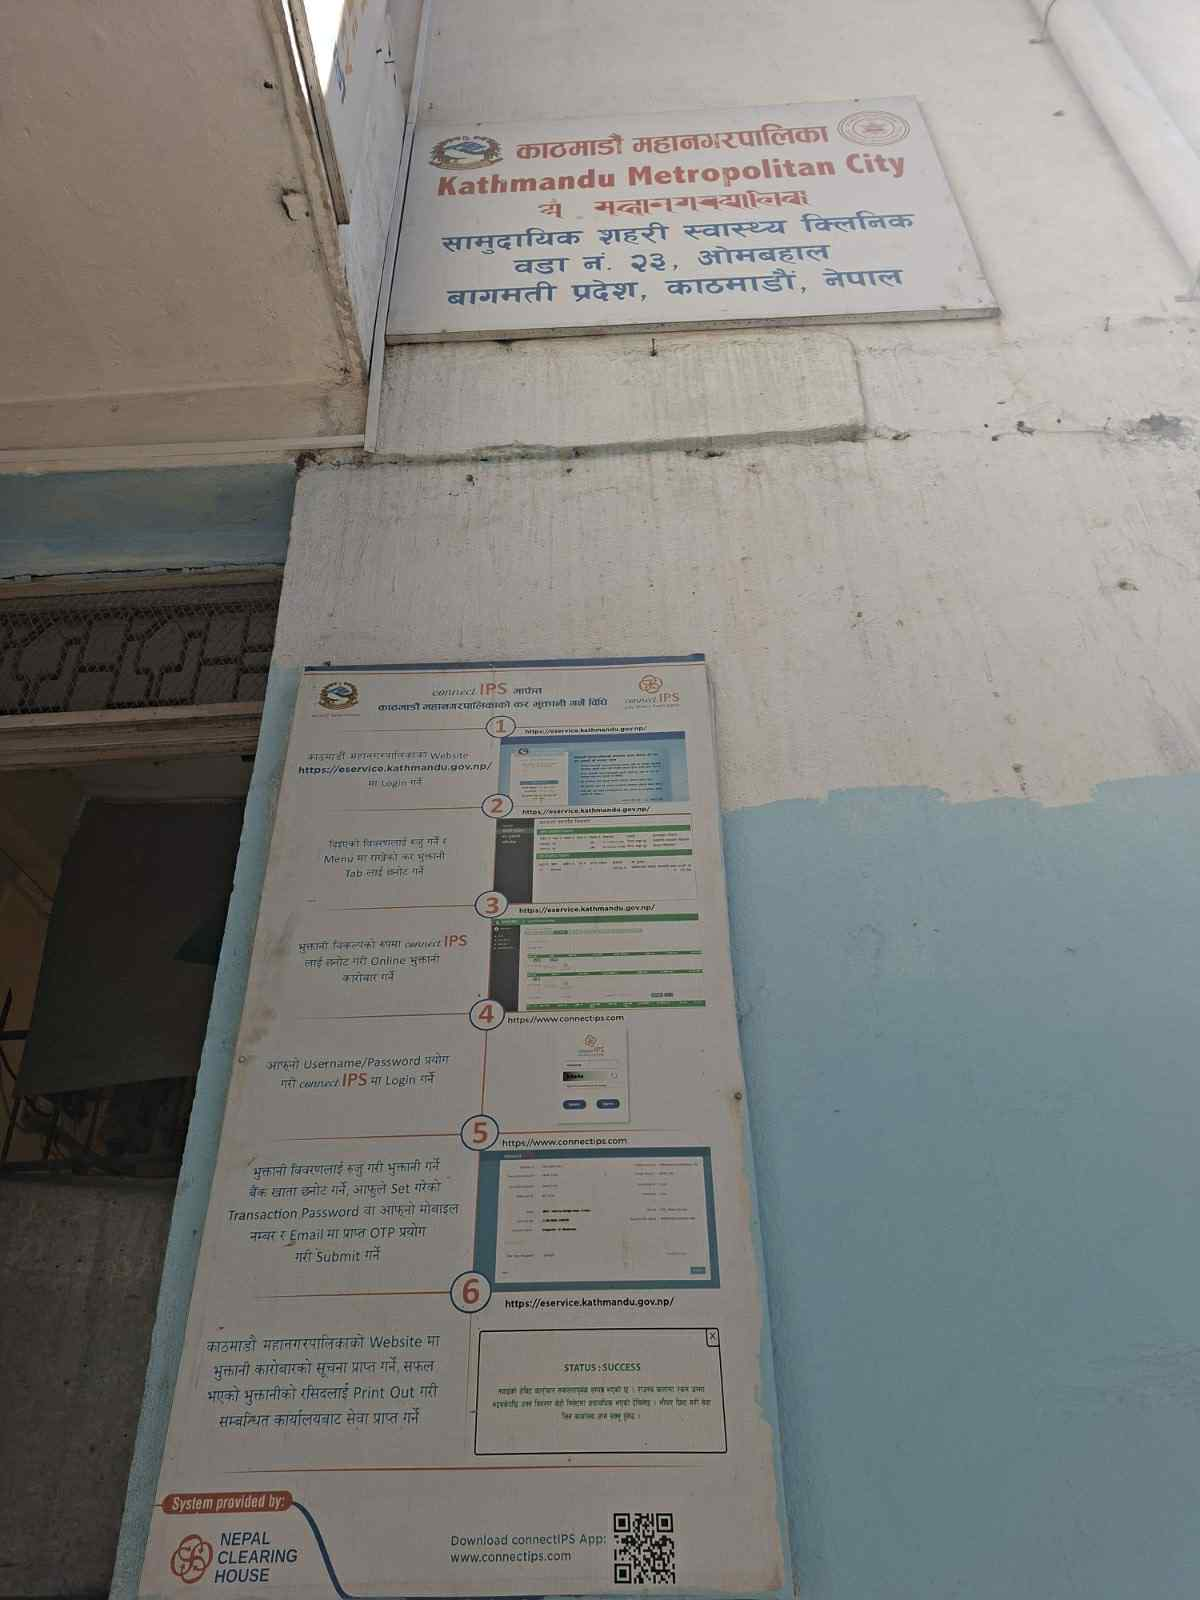 काठमाडौं महानगरपालिका
Kathmandu Metropolitan City
सामुदायिक शहरी स्वास्थ्य क्लिनिक
वडा नं. २३, ओमबहाल
बागमती प्रदेश, काठमाडौं, नेपाल
connect IPS मार्फत
काठमाडौं महानगरपालिकाको कर भुक्तानी गर्ने विधि
connect IPS
1
https://eservice.kathmandu.gov.np/
काठमाडौं महानगरपालिकाका Website
https://eservice.kathmandu.gov.np/
मा Login गर्ने
2
https://eservice.kathmandu.gov.np/
दिइएको विवरणलाई रुजु गर्ने र
Menu मा राखेको कर भुक्तानी
Tab लाई छनोट गर्ने
3
https://eservice.kathmandu.gov.np/
भुक्तानी विकल्पको रुपमा connect IPS
लाई छनोट गरी Online भुक्तानी
कारोबार गर्ने
4
https://www.connectips.com
आफ्नो Username/Password प्रयोग
गरी connect IPS मा Login गर्ने
5
https://www.connectips.com
भुक्तानी विवरणलाई रुजु गरी भुक्तानी गर्ने
बैंक खाता छनोट गर्ने, आफूले Set गरेको
Transaction Password वा आफ्नो मोबाइल
नम्बर र Email मा प्राप्त OTP प्रयोग
गरी Submit गर्ने
6
https://eservice.kathmandu.gov.np/
काठमाडौं महानगरपालिकाको Website मा
भुक्तानी कारोबारको सूचना प्राप्त गर्ने, सफल
भएको भुक्तानीको रसिदलाई Print Out गरी
सम्बन्धित कार्यालयबाट सेवा प्राप्त गर्ने
X
STATUS : SUCCESS
System provided by:
NEPAL
CLEARING
HOUSE
Download connectIPS App:
www.connectips.com